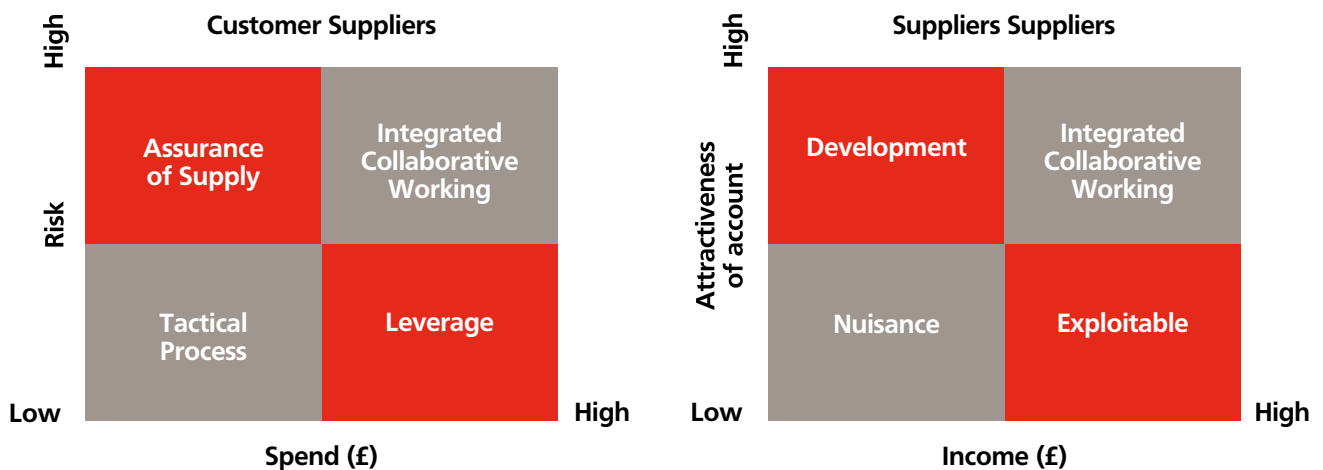 Customer Suppliers
High
Risk
Assurance
of Supply
Integrated
Collaborative
Working
Tactical
Process
Leverage
Low
High
Spend (£)
Suppliers Suppliers
High
Attractiveness
of account
Development
Integrated
Collaborative
Working
Nuisance
Exploitable
Low
High
Income (£)